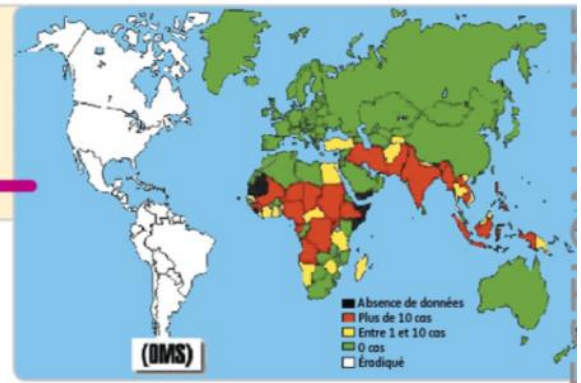 Absence de données
Plus de 10 cas
Entre 1 et 10 cas
0 cas
Éradiqué
(OMS)